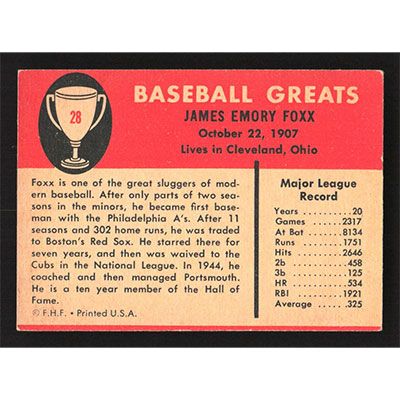 28
BASEBALL GREATS
JAMES EMORY FOXX
October 22, 1907
Lives in Cleveland, Ohio
Foxx is one of the great sluggers of mod-
ern baseball. After only parts of two sea-
sons in the minors, he became first base-
man with the Philadelphia A's. After 11
seasons and 302 home runs, he was traded
to Boston's Red Sox. He starred there for
seven years, and then was waived to the
Cubs in the National League. In 1944, he
coached and then managed Portsmouth.
He is a ten year member of the Hall of
Fame.
© F.H.F. • Printed U.S.A.
Major League
Record
Years ........ 20
Games ...... 2317
At Bat ..... 8134
Runs ....... 1751
Hits ........ 2646
2b ........... 458
3b ........... 125
HR ........... 534
RBI ......... 1921
Average .... .325